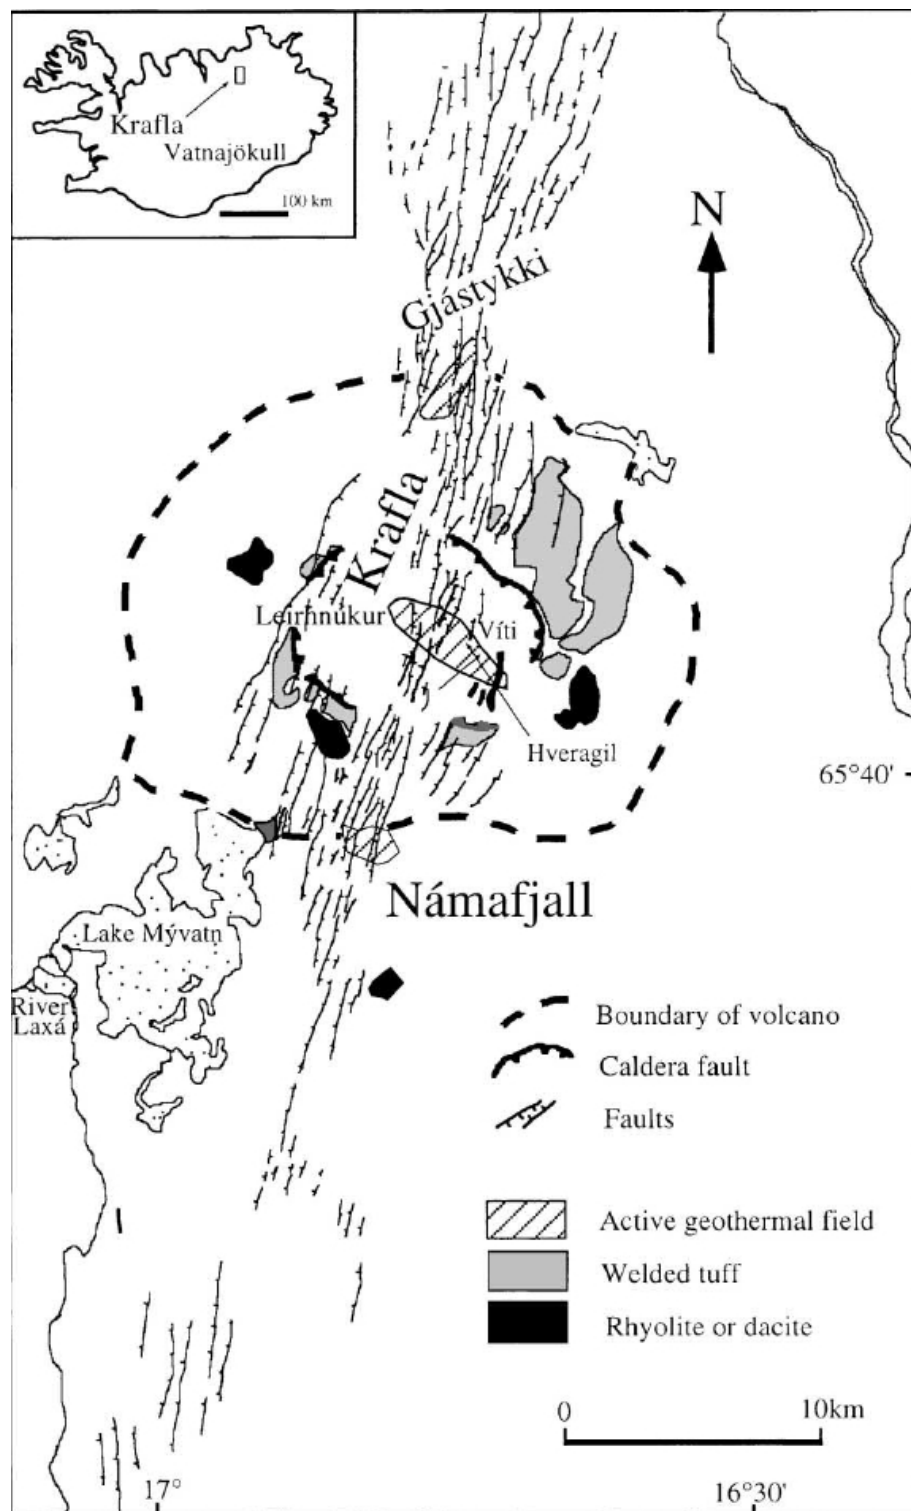 Krafla
Vatnajökull
100 km
N
Gjástykki
Krafla
Leirhnúkur
Víti
Hveragil
65°40'
Námafjall
Lake Mývatn
River
Laxá
Boundary of volcano
Caldera fault
Faults
Active geothermal field
Welded tuff
Rhyolite or dacite
0 10km
17° 16°30'